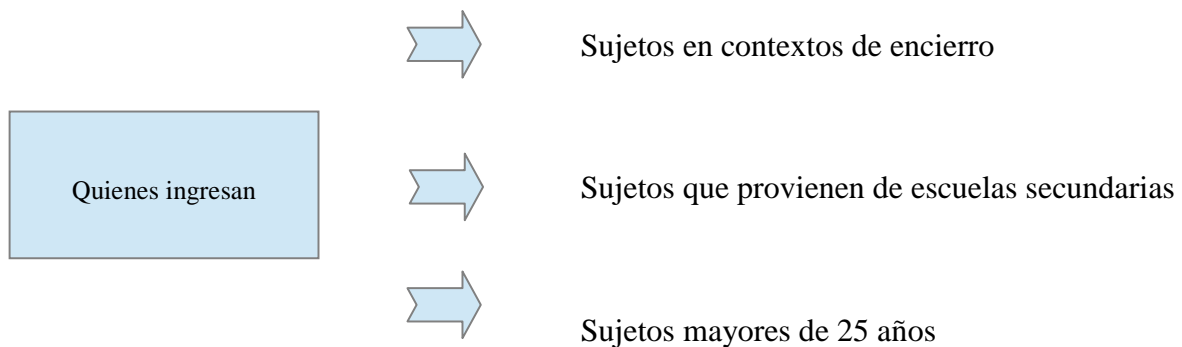 Sujetos en contextos de encierro
Quienes ingresan
Sujetos que provienen de escuelas secundarias
Sujetos mayores de 25 años